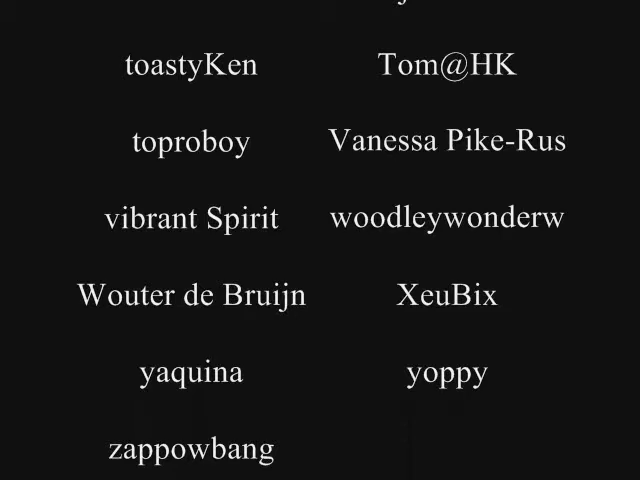 toastyKen Tom@HK
toproboy Vanessa Pike-Rus
vibrant Spirit woodleywonderw
Wouter de Bruijn XeuBix
yaquina yoppy
zappowbang